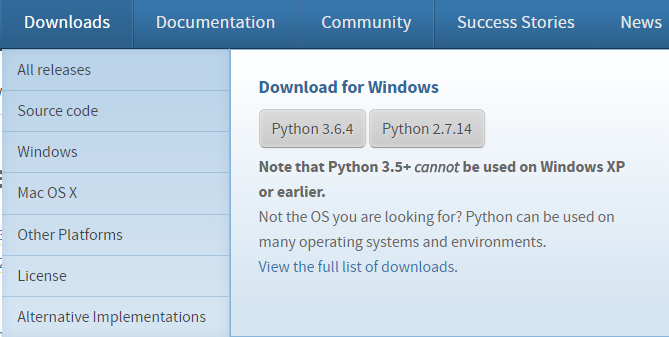 Downloads Documentation Community Success Stories News
All releases
Source code
Windows
Mac OS X
Other Platforms
License
Alternative Implementations
Download for Windows
Python 3.6.4 Python 2.7.14
Note that Python 3.5+ cannot be used on Windows XP
or earlier.
Not the OS you are looking for? Python can be used on
many operating systems and environments.
View the full list of downloads.